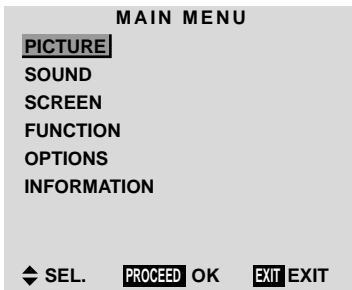 MAIN MENU
PICTURE
SOUND
SCREEN
FUNCTION
OPTIONS
INFORMATION
SEL. PROCEED OK EXIT EXIT